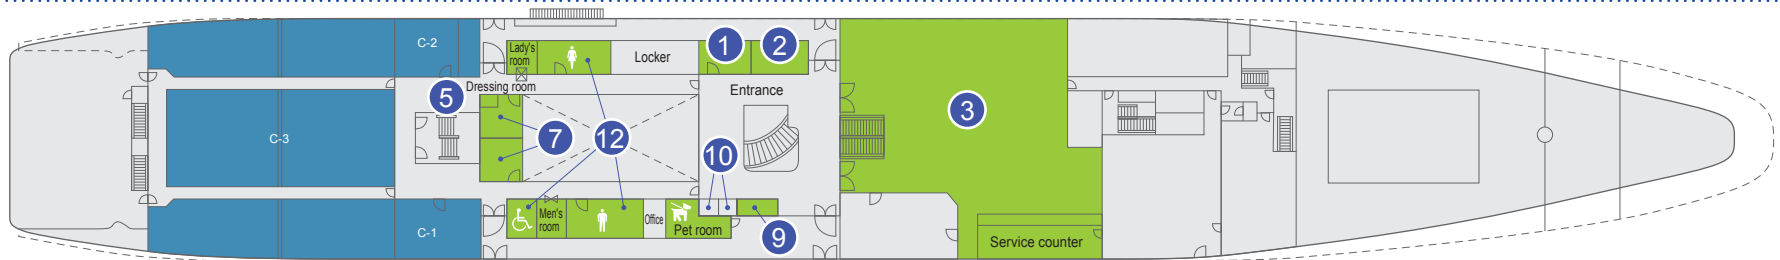 C-2
Lady's
room
Locker
1
2
Dressing room
5
Entrance
3
C-3
7
12
10
Men's
room
Office
Pet room
9
C-1
Service counter